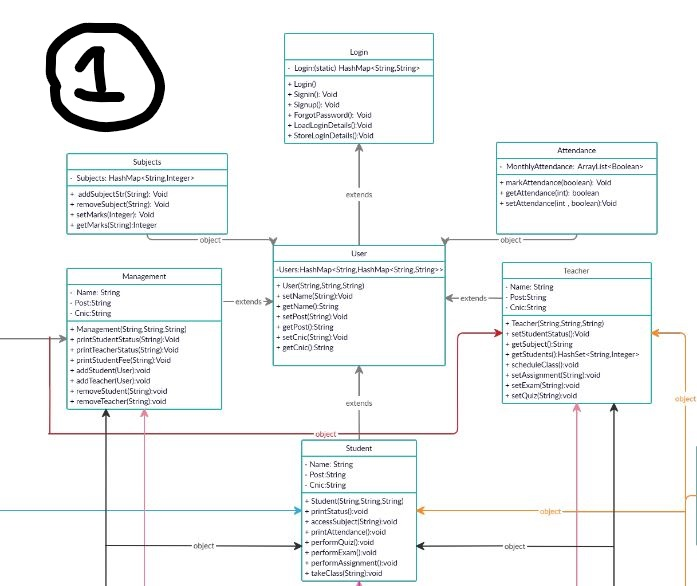 1
Login
- Login:(static) HashMap<String,String>
+ Login()
+ Signin(): Void
+ Signup(): Void
+ ForgotPassword(): Void
+ LoadLoginDetails():Void
+ StoreLoginDetails():Void
Subjects
- Subjects: HashMap<String,Integer>
+ addSubjectStr(String): Void
+ removeSubject(String): Void
+ setMarks(Integer): Void
+ getMarks(String):Integer
Attendance
- MonthlyAttendance: ArrayList<Boolean>
+ markAttendance(boolean): Void
+ getAttendance(int): boolean
+ setAttendance(int , boolean):Void
extends
object
object
User
-Users:HashMap<String,HashMap<String,String>>
+ User(String,String,String)
+ setName(String):Void
+ getName():String
+ setPost(String):Void
+ getPost():String
+ setCnic(String):Void
+ getCnic():String
Management
- Name: String
- Post:String
- Cnic:String
+ Management(String,String,String)
+ printStudentStatus(String):Void
+ printTeacherStatus(String):Void
+ printStudentFee(String):Void
+ addStudent(User):void
+ addTeacher(User):void
+ removeStudent(String):void
+ removeTeacher(String):void
extends
extends
Teacher
- Name: String
- Post:String
- Cnic:String
+ Teacher(String,String,String)
+ setStudentStatus():Void
+ getSubject():String
+ getStudents():HashSet<String,Integer>
+ scheduleClass():void
+ setAssignment(String):void
+ setExam(String):void
+ setQuiz(String):void
extends
object
object
Student
- Name: String
- Post:String
- Cnic:String
+ Student(String,String,String)
+ printStatus():void
+ accessSubject(String):void
+ printAttendance():void
+ performQuiz():void
+ performExam():void
+ performAssignment():void
+ takeClass(String):void
object
object
object